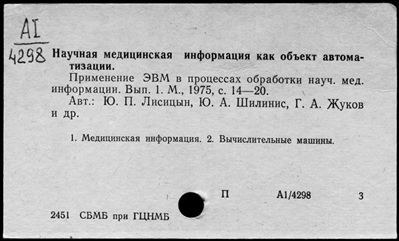 AI
4298
Научная медицинская информация как объект автома-
тизации.
Применение ЭВМ в процессах обработки науч. мед.
информации. Вып. 1. М., 1975, с. 14—20.
Авт.: Ю. П. Лисицын, Ю. А. Шилинис, Г. А. Жуков
и др.
1. Медицинская информация. 2. Вычислительные машины.
П А1/4298 3
2451 СБМБ при ГЦНМБ